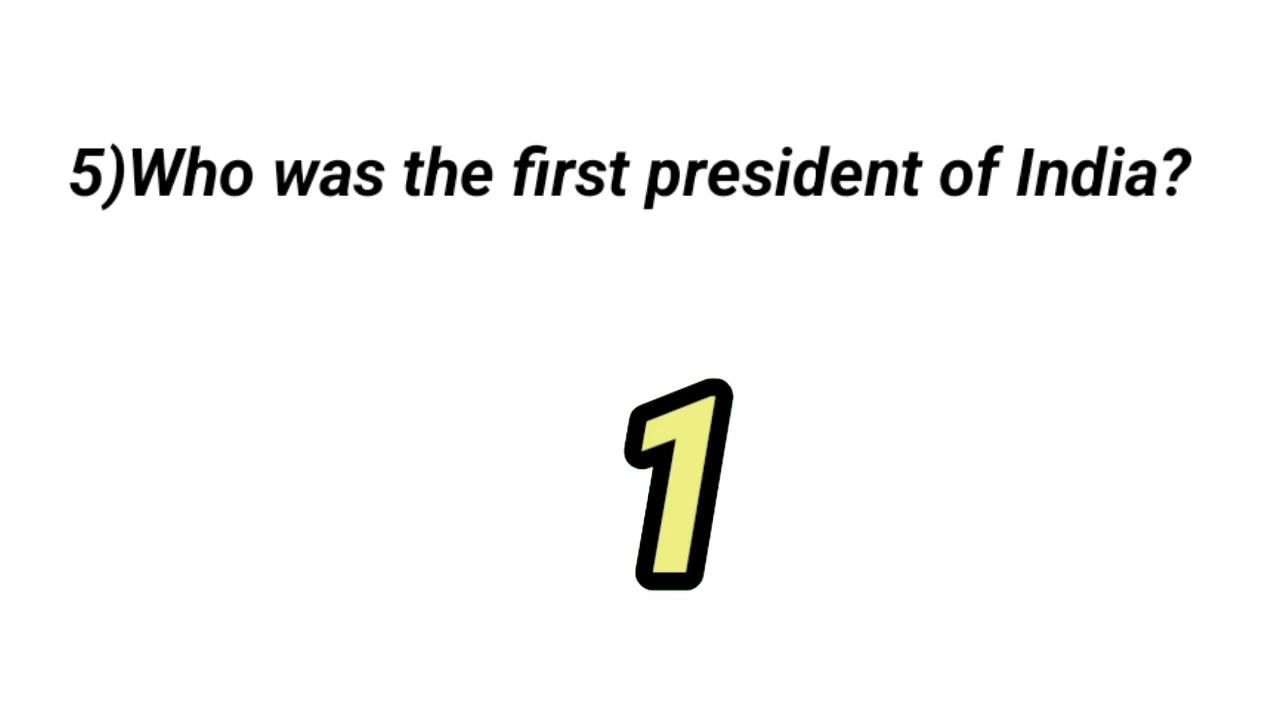 5)Who was the first president of India?
1